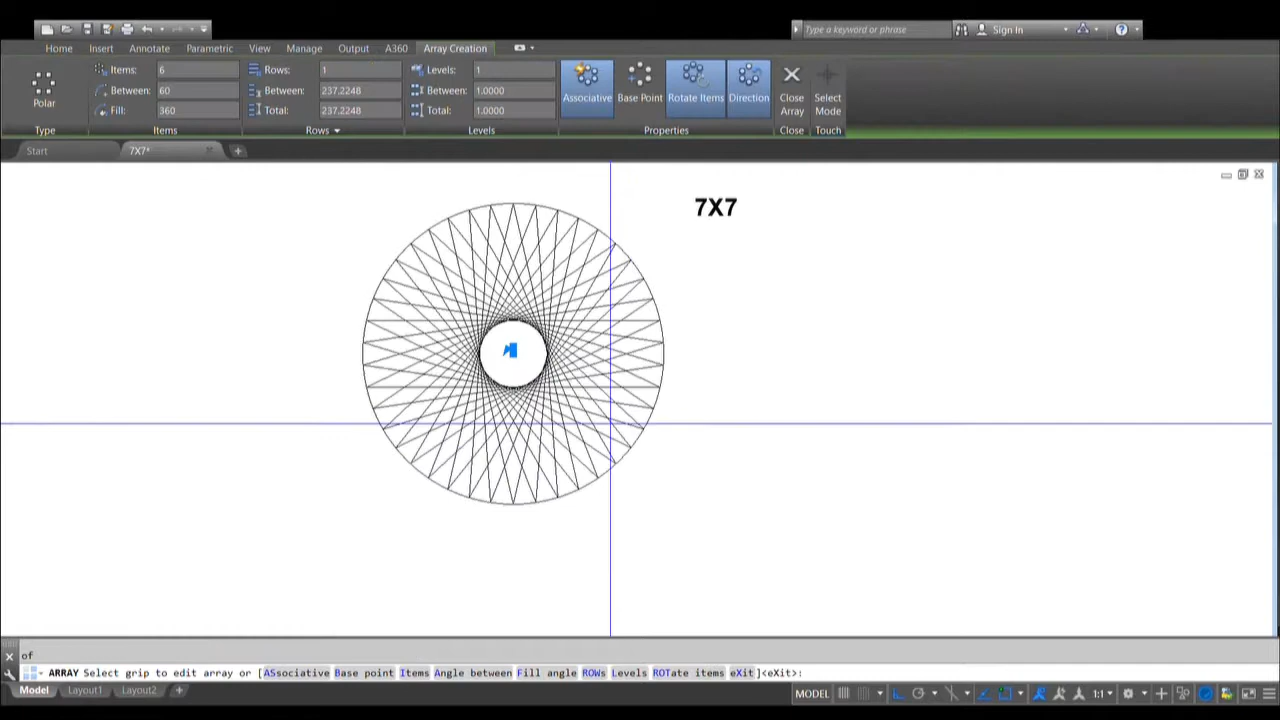 Type a keyword or phrase Sign In
Home Insert Annotate Parametric View Manage Output A360 Array Creation
Items: 6 Rows: 1 Levels: 1
Between: 60 Between: 237.2248 Between: 1.0000
Fill: 360 Total: 237.2248 Total: 1.0000
Polar Associative Base Point Rotate Items Direction Close Array Select Mode
Type Items Rows Levels Properties Close Touch
Start 7X7*
7X7
of
ARRAY Select grip to edit array or [ASsociative Base point Items Angle between Fill angle ROWs Levels ROTate items eXit]<eXit>:
Model Layout1 Layout2 MODEL 1:1